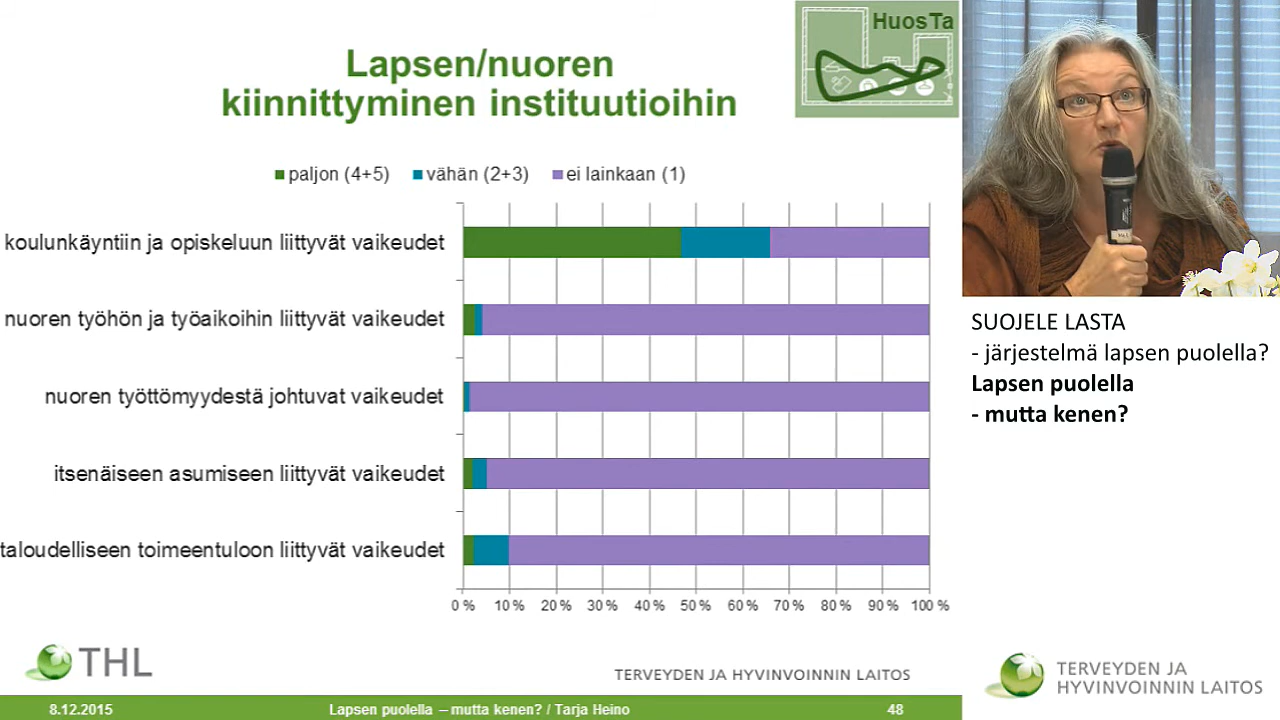 HuosTa
Lapsen/nuoren
kiinnittyminen instituutioihin
paljon (4+5) vähän (2+3) ei lainkaan (1)
koulunkäyntiin ja opiskeluun liittyvät vaikeudet
nuoren työhön ja työaikoihin liittyvät vaikeudet
nuoren työttömyydestä johtuvat vaikeudet
itsenäiseen asumiseen liittyvät vaikeudet
taloudelliseen toimeentuloon liittyvät vaikeudet
0 % 10 % 20 % 30 % 40 % 50 % 60 % 70 % 80 % 90 % 100 %
THL
TERVEYDEN JA HYVINVOINNIN LAITOS
8.12.2015 Lapsen puolella – mutta kenen? / Tarja Heino 48
SUOJELE LASTA
- järjestelmä lapsen puolella?
Lapsen puolella
- mutta kenen?
TERVEYDEN JA
HYVINVOINNIN LAITOS